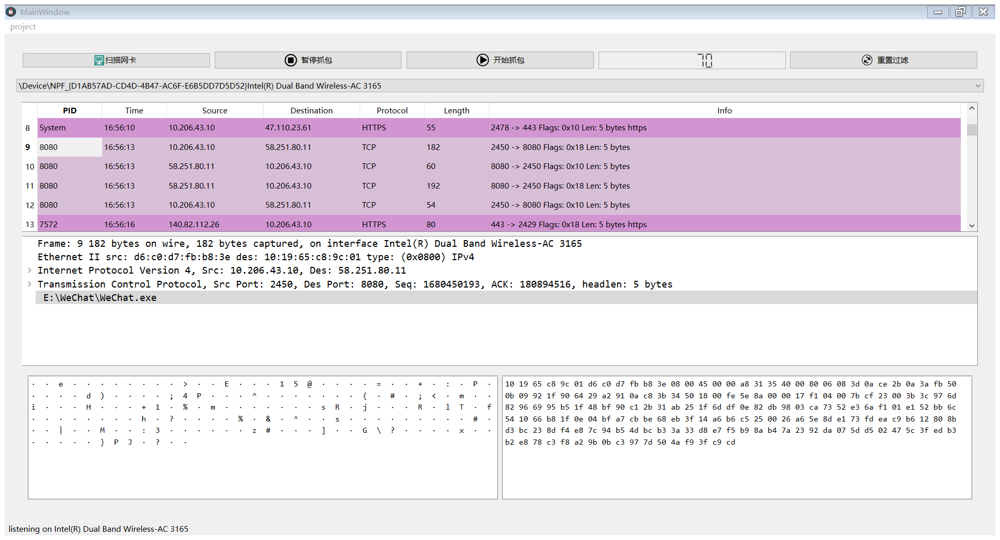 MainWindow
project
扫描网卡 暂停抓包 开始抓包 70 重置过滤
\Device\NPF_{D1AB57AD-CD4D-4B47-AC6F-E6B5DD7D5D52}Intel(R) Dual Band Wireless-AC 3165
PID Time Source Destination Protocol Length Info
8 System 16:56:10 10.206.43.10 47.110.23.61 HTTPS 55 2478 -> 443 Flags: 0x10 Len: 5 bytes https
9 8080 16:56:13 10.206.43.10 58.251.80.11 TCP 182 2450 -> 8080 Flags: 0x18 Len: 5 bytes
10 8080 16:56:13 58.251.80.11 10.206.43.10 TCP 60 8080 -> 2450 Flags: 0x10 Len: 5 bytes
11 8080 16:56:13 58.251.80.11 10.206.43.10 TCP 192 8080 -> 2450 Flags: 0x18 Len: 5 bytes
12 8080 16:56:13 10.206.43.10 58.251.80.11 TCP 54 2450 -> 8080 Flags: 0x10 Len: 5 bytes
13 7572 16:56:16 140.82.112.26 10.206.43.10 HTTPS 80 443 -> 2429 Flags: 0x18 Len: 5 bytes https
Frame: 9 182 bytes on wire, 182 bytes captured, on interface Intel(R) Dual Band Wireless-AC 3165
Ethernet II src: d6:c0:d7:fb:b8:3e des: 10:19:65:c8:9c:01 type: (0x0800) IPv4
Internet Protocol Version 4, Src: 10.206.43.10, Des: 58.251.80.11
Transmission Control Protocol, Src Port: 2450, Des Port: 8080, Seq: 1680450193, ACK: 180894516, headlen: 5 bytes
E:\WeChat\WeChat.exe
· · e · · · · · · · · > · · E · · · 1 5 @ · · · · = · · + · : · P ·
· · · · d ) · · · · ; 4 P · · · ^ · · · · · · · { · # · ; < · m · ·
i · · · H · · · + 1 · % · m · · · · · · · s R · j · · · R · l T · f
· · · · · · · · h · ? · · · · % · & · ^ · · s · · · · · · · · · # ·
· · | · · M · · : 3 · · · · · · z # · · · ] · · G \ ? · · · · x · ·
· · · · · } P J · ? · ·
10 19 65 c8 9c 01 d6 c0 d7 fb b8 3e 08 00 45 00 00 a8 31 35 40 00 80 06 08 3d 0a ce 2b 0a 3a fb 50
0b 09 92 1f 90 64 29 a2 91 0a c8 3b 34 50 18 00 fe 5e 8a 00 00 17 f1 04 00 7b cf 23 00 3b 3c 97 6d
82 96 69 95 b5 1f 48 bf 90 c1 2b 31 ab 25 1f 6d df 0e 82 db 98 03 ca 73 52 e3 6a f1 01 e1 52 bb 6c
54 10 66 b8 1f 0e 04 bf a7 cb be 68 eb 3f 14 a6 b6 c5 25 00 26 a6 5e 8d e1 73 fd ea c9 b6 12 80 8b
d3 bc 23 8d f4 e8 7c 94 b5 4d bc b3 3a 33 d8 e7 f5 b9 8a b4 7a 23 92 da 07 5d d5 02 47 5c 3f ed b3
b2 e8 78 c3 f8 a2 9b 0b c3 97 7d 50 4a f9 3f c9 cd
listening on Intel(R) Dual Band Wireless-AC 3165